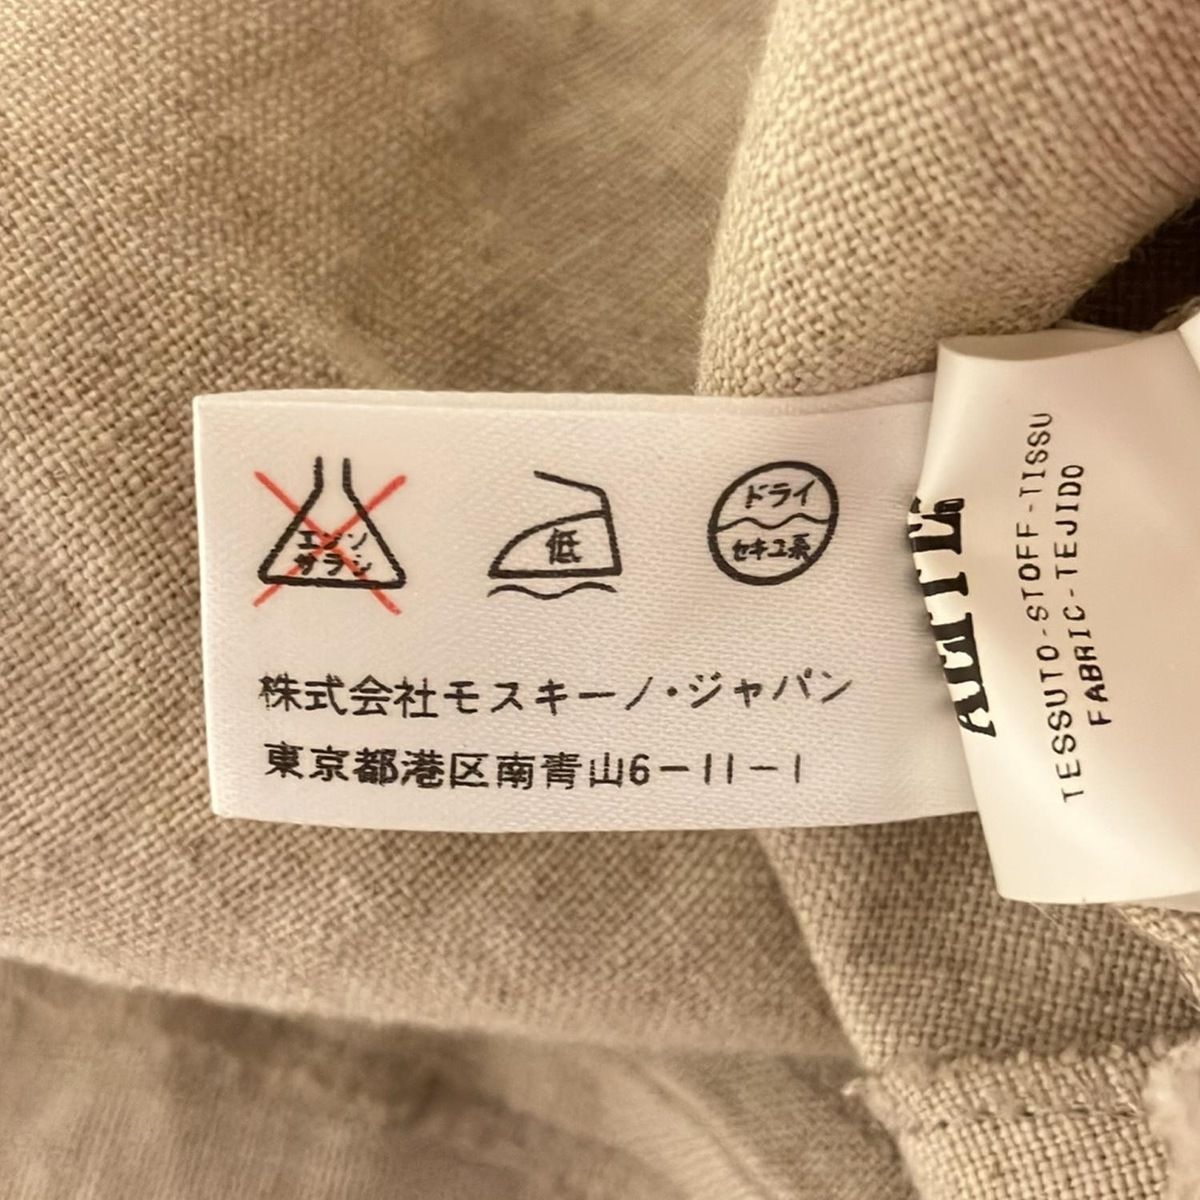 エンソ
サラシ
低
ドライ
セキユ系
株式会社モスキーノ・ジャパン
東京都港区南青山6-11-1
TESSUTO-STOFF-TISSU
FABRIC-TEJIDO